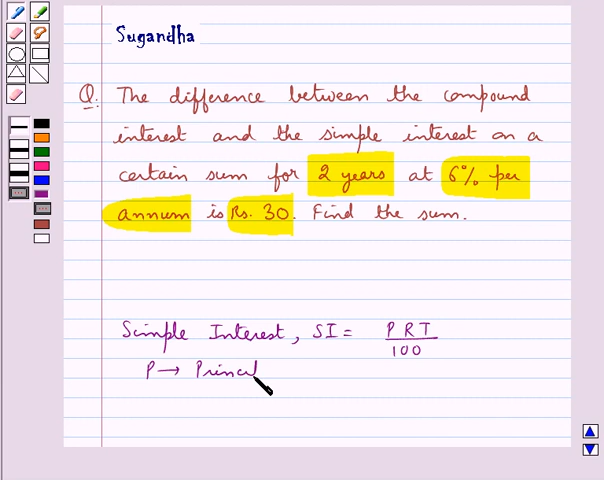 Sugandha
Q. The difference between the compound
interest and the simple interest on a
certain sum for 2 years at 6% per
annum is Rs. 30. Find the sum.
Simple Interest, SI = P R T
100
P → Princi